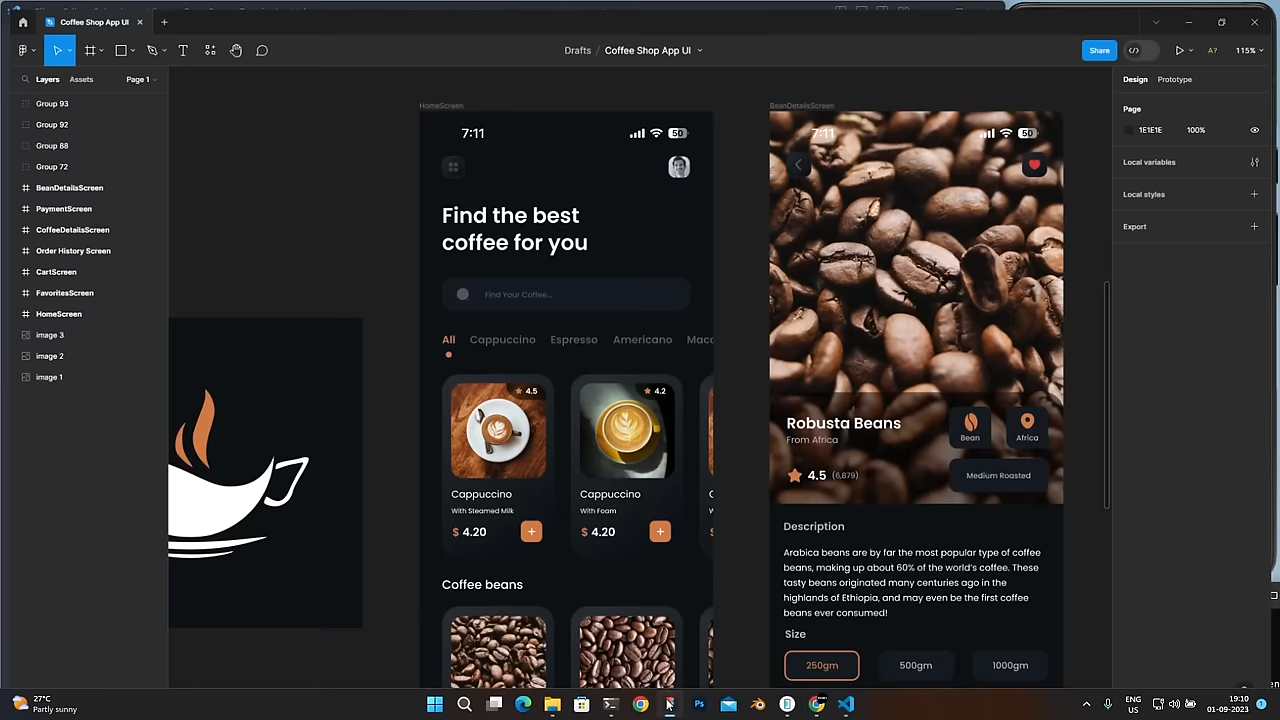 Coffee Shop App UI
Drafts / Coffee Shop App UI
Share
A?
115%
Layers
Assets
Page 1
Group 93
Group 92
Group 88
Group 72
BeanDetailsScreen
PaymentScreen
CoffeeDetailsScreen
Order History Screen
CartScreen
FavoritesScreen
HomeScreen
image 3
image 2
image 1
HomeScreen
7:11
50
Find the best
coffee for you
Find Your Coffee...
All
Cappuccino
Espresso
Americano
Macc
4.5
Cappuccino
With Steamed Milk
$ 4.20
+
4.2
Cappuccino
With Foam
$ 4.20
+
Coffee beans
BeanDetailsScreen
7:11
50
Robusta Beans
From Africa
Bean
Africa
4.5 (6,879)
Medium Roasted
Description
Arabica beans are by far the most popular type of coffee
beans, making up about 60% of the world's coffee. These
tasty beans originated many centuries ago in the
highlands of Ethiopia, and may even be the first coffee
beans ever consumed!
Size
250gm
500gm
1000gm
Design
Prototype
Page
1E1E1E
100%
Local variables
Local styles
Export
27°C
Partly sunny
Ps
ENG
US
19:10
01-09-2023
1